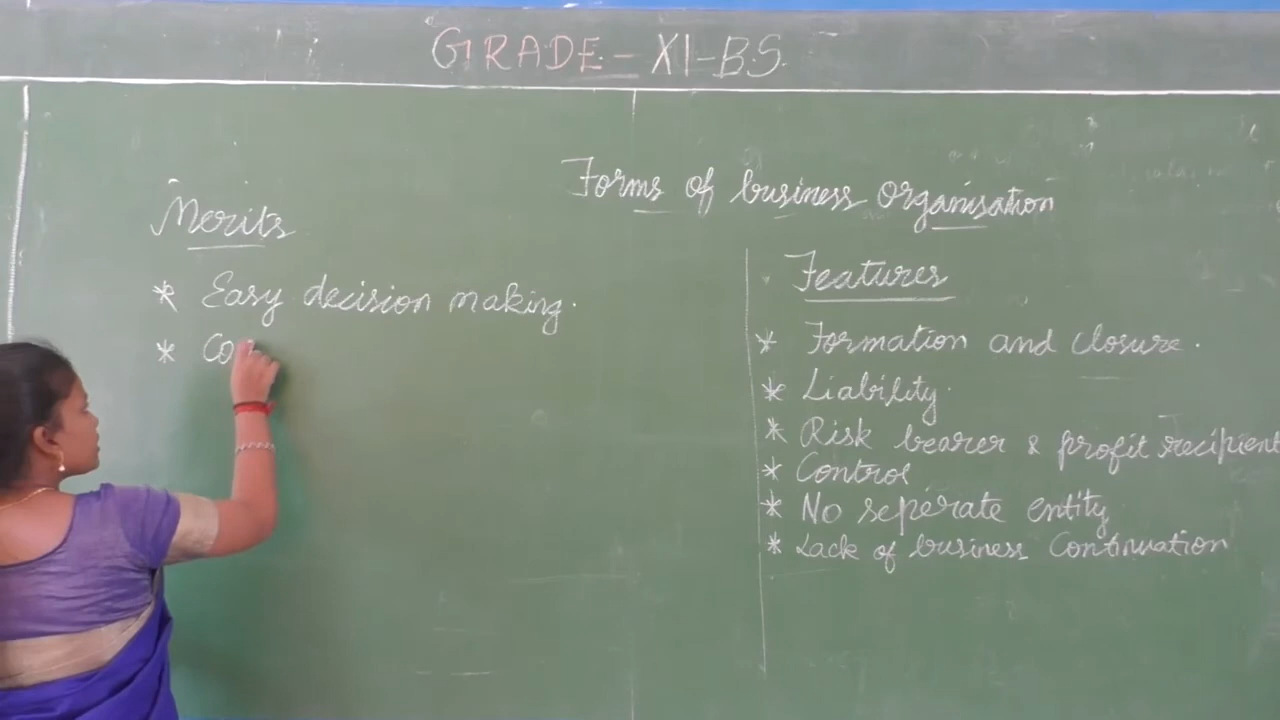 GRADE - XI-B.S.
Forms of business organisation
Merits
* Easy decision making.
* Co
Features
* Formation and closure.
* Liability.
* Risk bearer & profit recipient
* Control
* No seperate entity
* Lack of business Continuation